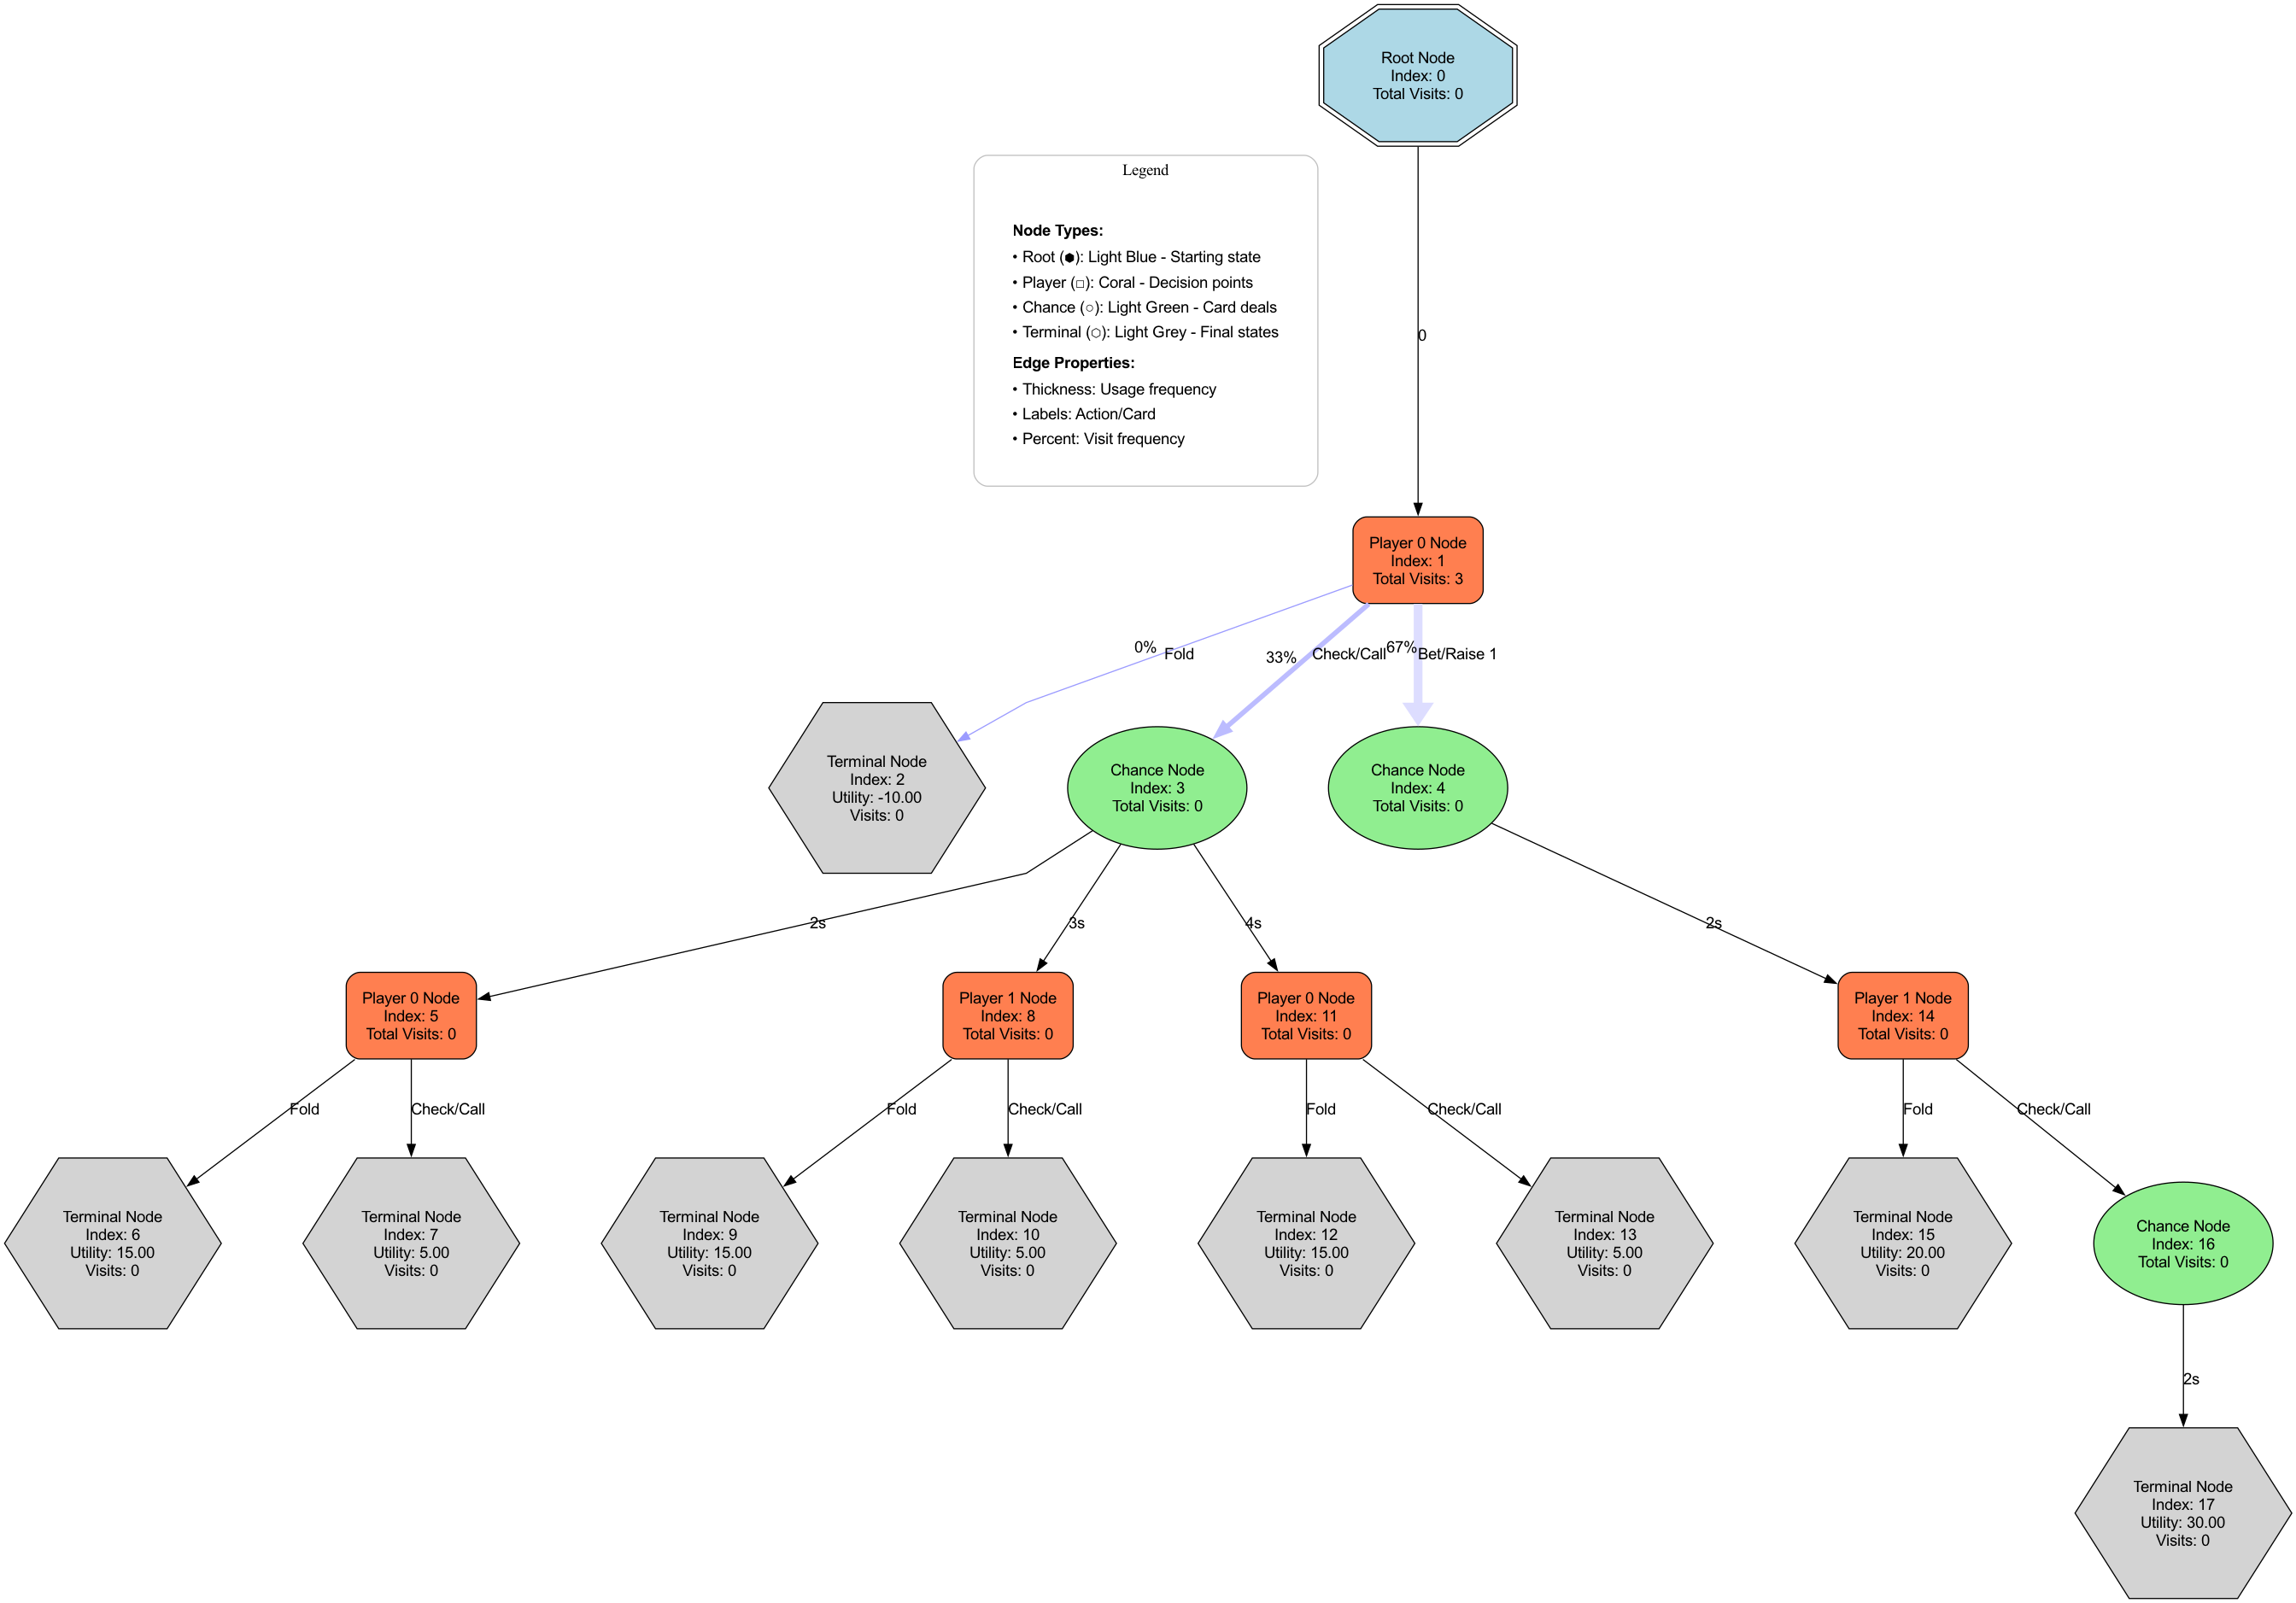 Root Node
Index: 0
Total Visits: 0
Legend
Node Types:
• Root (⬢): Light Blue - Starting state
• Player (□): Coral - Decision points
• Chance (○): Light Green - Card deals
• Terminal (⬡): Light Grey - Final states
Edge Properties:
• Thickness: Usage frequency
• Labels: Action/Card
• Percent: Visit frequency
0
Player 0 Node
Index: 1
Total Visits: 3
0%
Fold
33%
Check/Call
67%
Bet/Raise 1
Terminal Node
Index: 2
Utility: -10.00
Visits: 0
Chance Node
Index: 3
Total Visits: 0
Chance Node
Index: 4
Total Visits: 0
2s
3s
4s
2s
Player 0 Node
Index: 5
Total Visits: 0
Player 1 Node
Index: 8
Total Visits: 0
Player 0 Node
Index: 11
Total Visits: 0
Player 1 Node
Index: 14
Total Visits: 0
Fold
Check/Call
Fold
Check/Call
Fold
Check/Call
Fold
Check/Call
Terminal Node
Index: 6
Utility: 15.00
Visits: 0
Terminal Node
Index: 7
Utility: 5.00
Visits: 0
Terminal Node
Index: 9
Utility: 15.00
Visits: 0
Terminal Node
Index: 10
Utility: 5.00
Visits: 0
Terminal Node
Index: 12
Utility: 15.00
Visits: 0
Terminal Node
Index: 13
Utility: 5.00
Visits: 0
Terminal Node
Index: 15
Utility: 20.00
Visits: 0
Chance Node
Index: 16
Total Visits: 0
2s
Terminal Node
Index: 17
Utility: 30.00
Visits: 0